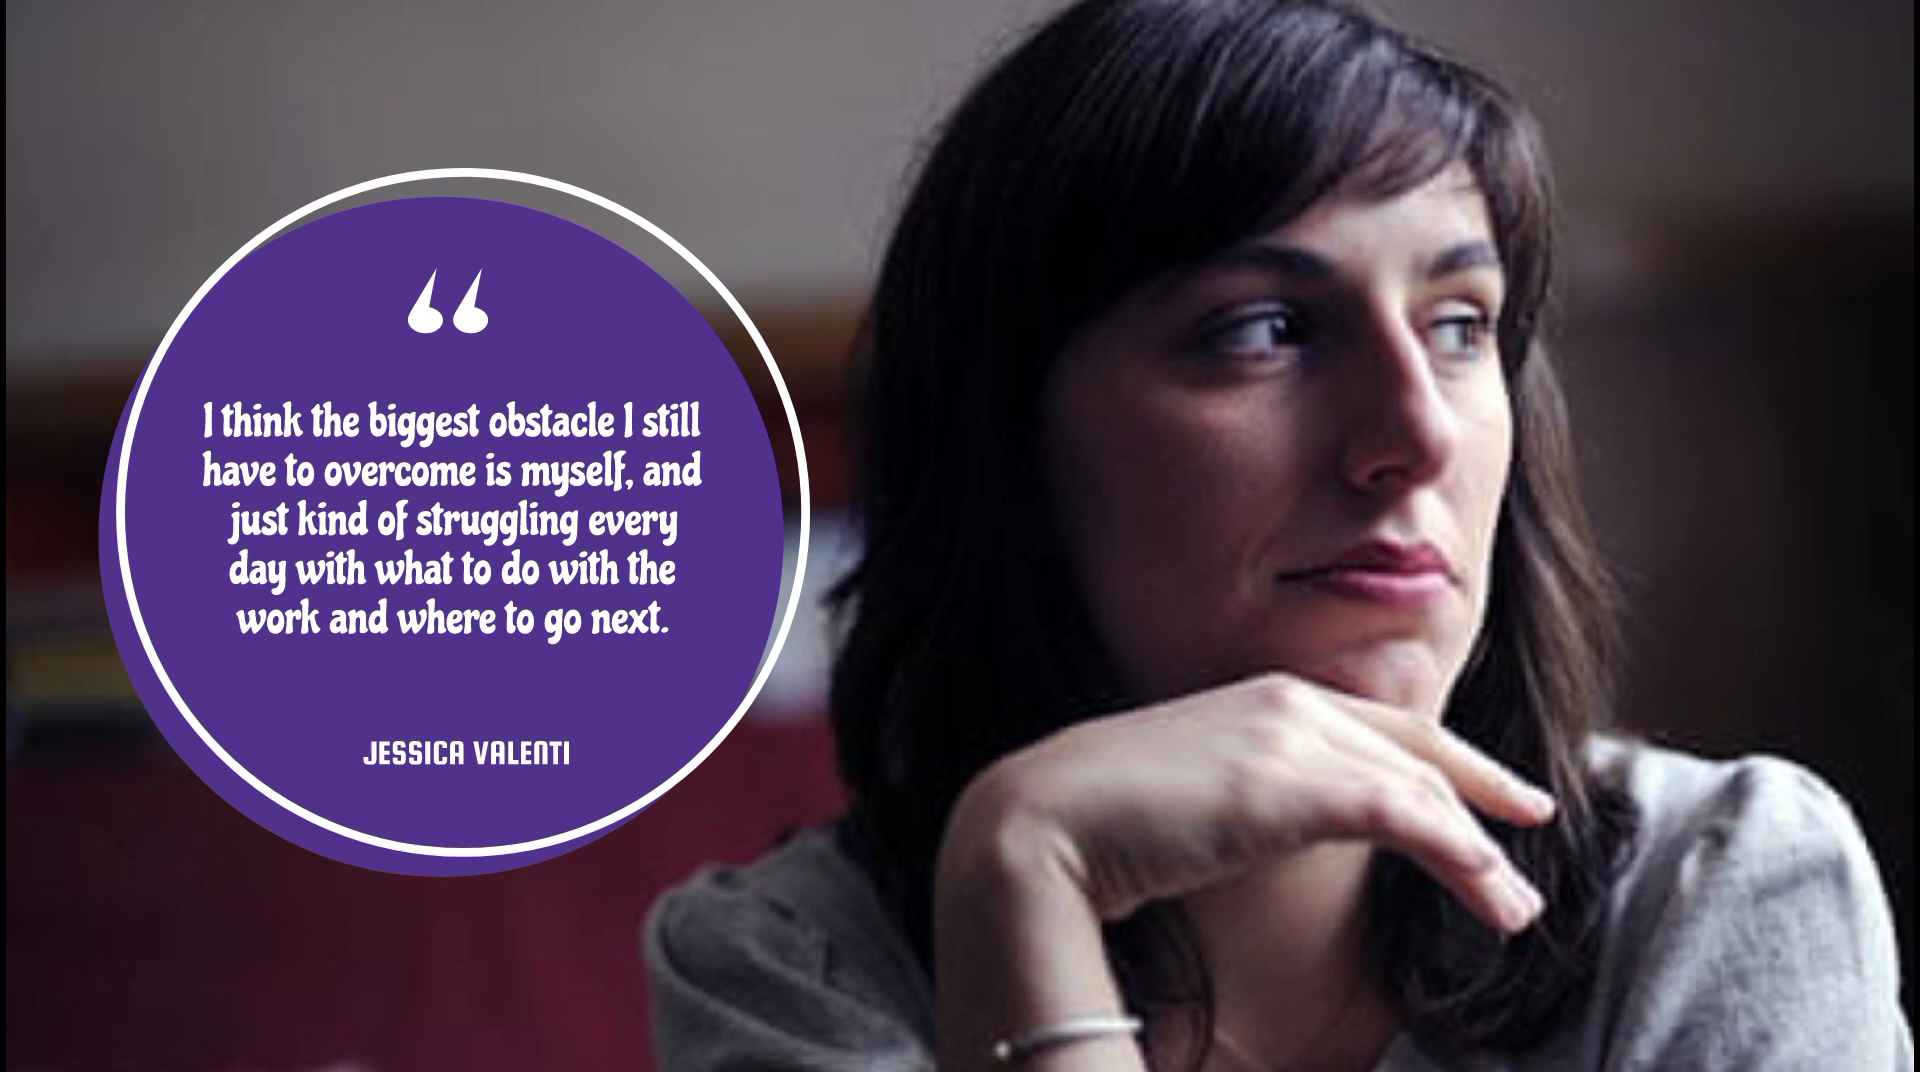 “
I think the biggest obstacle I still
have to overcome is myself, and
just kind of struggling every
day with what to do with the
work and where to go next.
JESSICA VALENTI